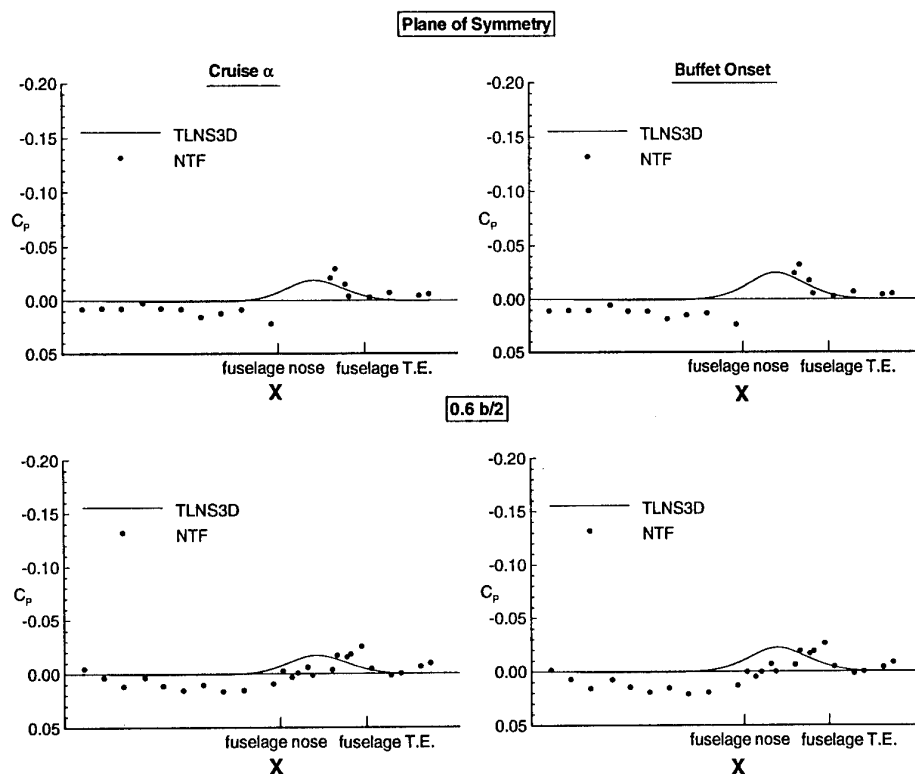 Plane of Symmetry
Cruise α
Buffet Onset
-0.20
-0.15
-0.10
-0.05
0.00
0.05
C_P
TLNS3D
NTF
fuselage nose
fuselage T.E.
X
-0.20
-0.15
-0.10
-0.05
0.00
0.05
C_P
TLNS3D
NTF
fuselage nose
fuselage T.E.
X
0.6 b/2
-0.20
-0.15
-0.10
-0.05
0.00
0.05
C_P
TLNS3D
NTF
fuselage nose
fuselage T.E.
X
-0.20
-0.15
-0.10
-0.05
0.00
0.05
C_P
TLNS3D
NTF
fuselage nose
fuselage T.E.
X